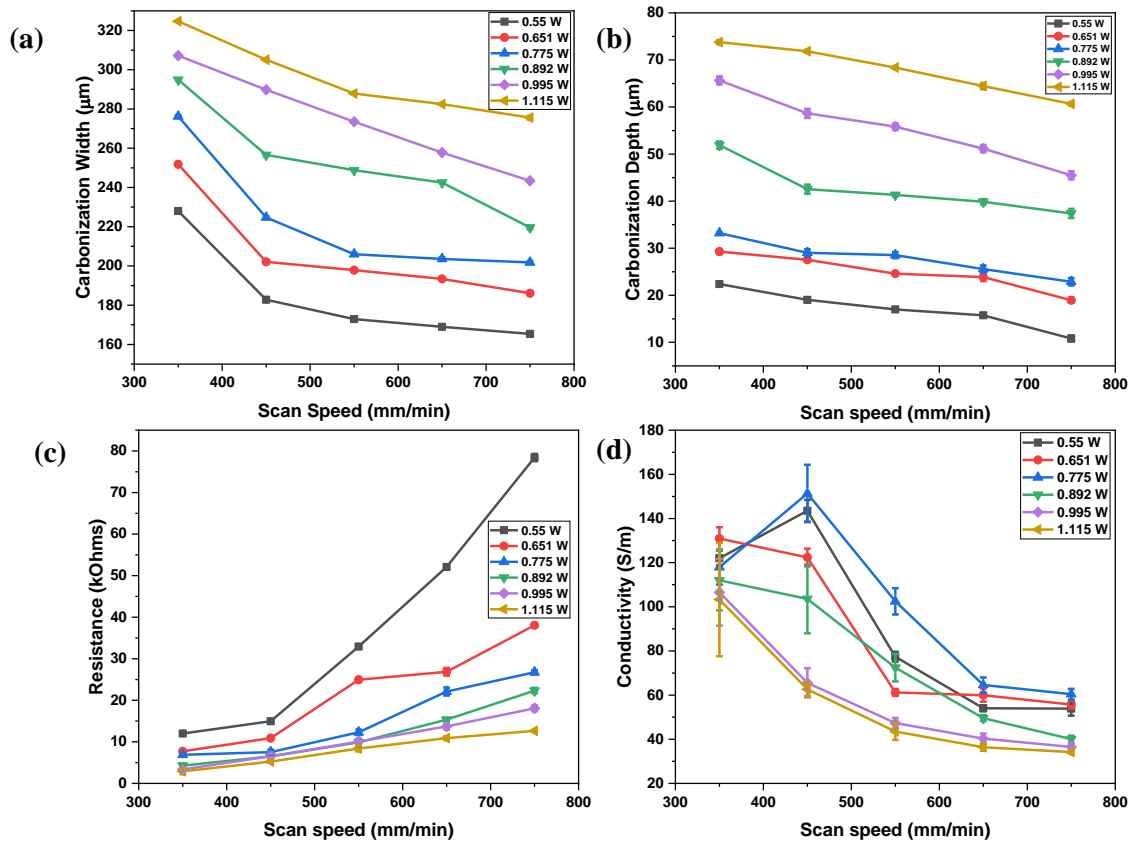 (a)
320
300
280
260
240
220
200
180
160
300 400 500 600 700 800
Carbonization Width (μm)
Scan Speed (mm/min)
0.55 W
0.651 W
0.775 W
0.892 W
0.995 W
1.115 W
(b)
80
70
60
50
40
30
20
10
300 400 500 600 700 800
Carbonization Depth (μm)
Scan speed (mm/min)
0.55 W
0.651 W
0.775 W
0.892 W
0.995 W
1.115 W
(c)
80
70
60
50
40
30
20
10
0
300 400 500 600 700 800
Resistance (kOhms)
Scan speed (mm/min)
0.55 W
0.651 W
0.775 W
0.892 W
0.995 W
1.115 W
(d)
180
160
140
120
100
80
60
40
20
300 400 500 600 700 800
Conductivity (S/m)
Scan speed (mm/min)
0.55 W
0.651 W
0.775 W
0.892 W
0.995 W
1.115 W